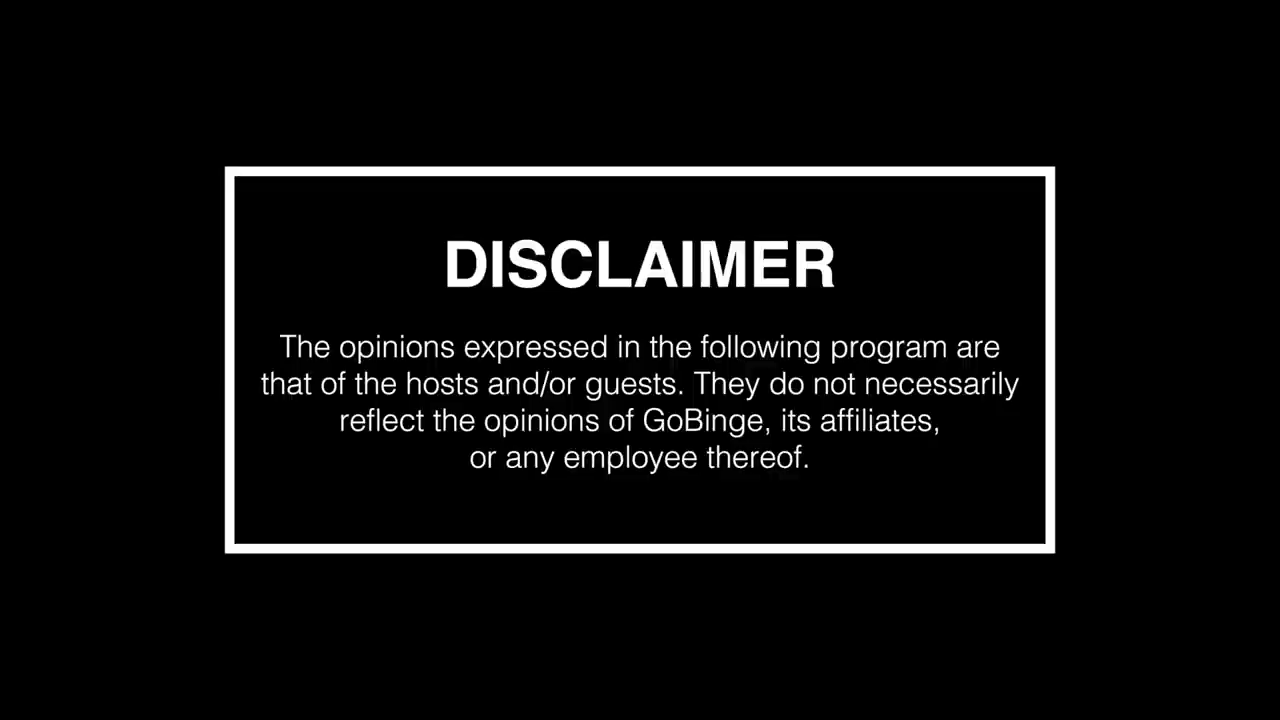 DISCLAIMER
The opinions expressed in the following program are
that of the hosts and/or guests. They do not necessarily
reflect the opinions of GoBinge, its affiliates,
or any employee thereof.